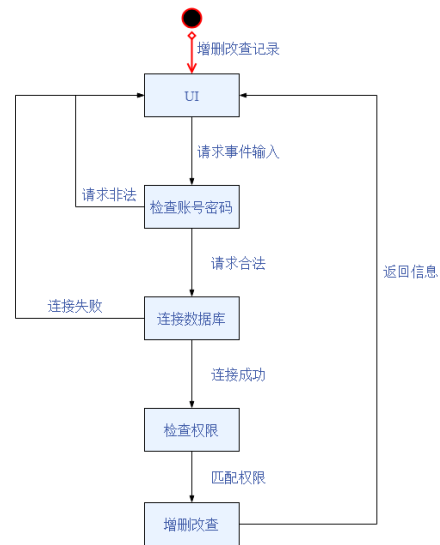 增删改查记录
UI
请求事件输入
请求非法
检查账号密码
请求合法
返回信息
连接失败
连接数据库
连接成功
检查权限
匹配权限
增删改查